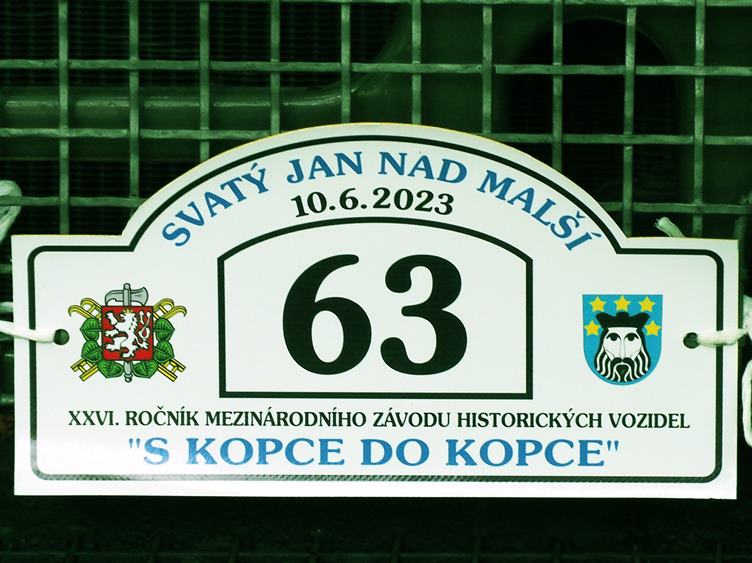 SVATÝ JAN NAD MALŠÍ
10.6.2023
63
XXVI. ROČNÍK MEZINÁRODNÍHO ZÁVODU HISTORICKÝCH VOZIDEL
"S KOPCE DO KOPCE"